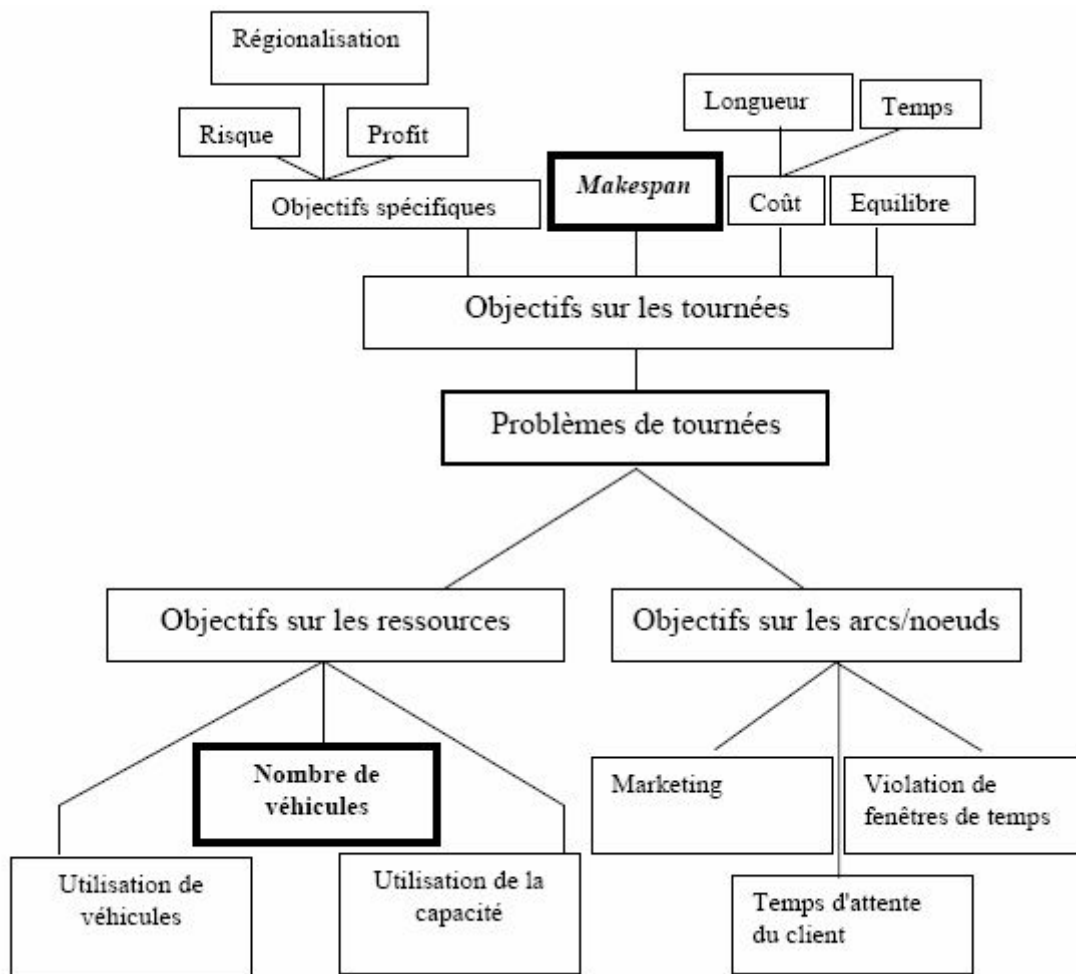 Régionalisation
Longueur
Temps
Risque
Profit
Makespan
Objectifs spécifiques
Coût
Equilibre
Objectifs sur les tournées
Problèmes de tournées
Objectifs sur les ressources
Objectifs sur les arcs/noeuds
Nombre de
véhicules
Marketing
Violation de
fenêtres de temps
Utilisation de
véhicules
Utilisation de la
capacité
Temps d'attente
du client